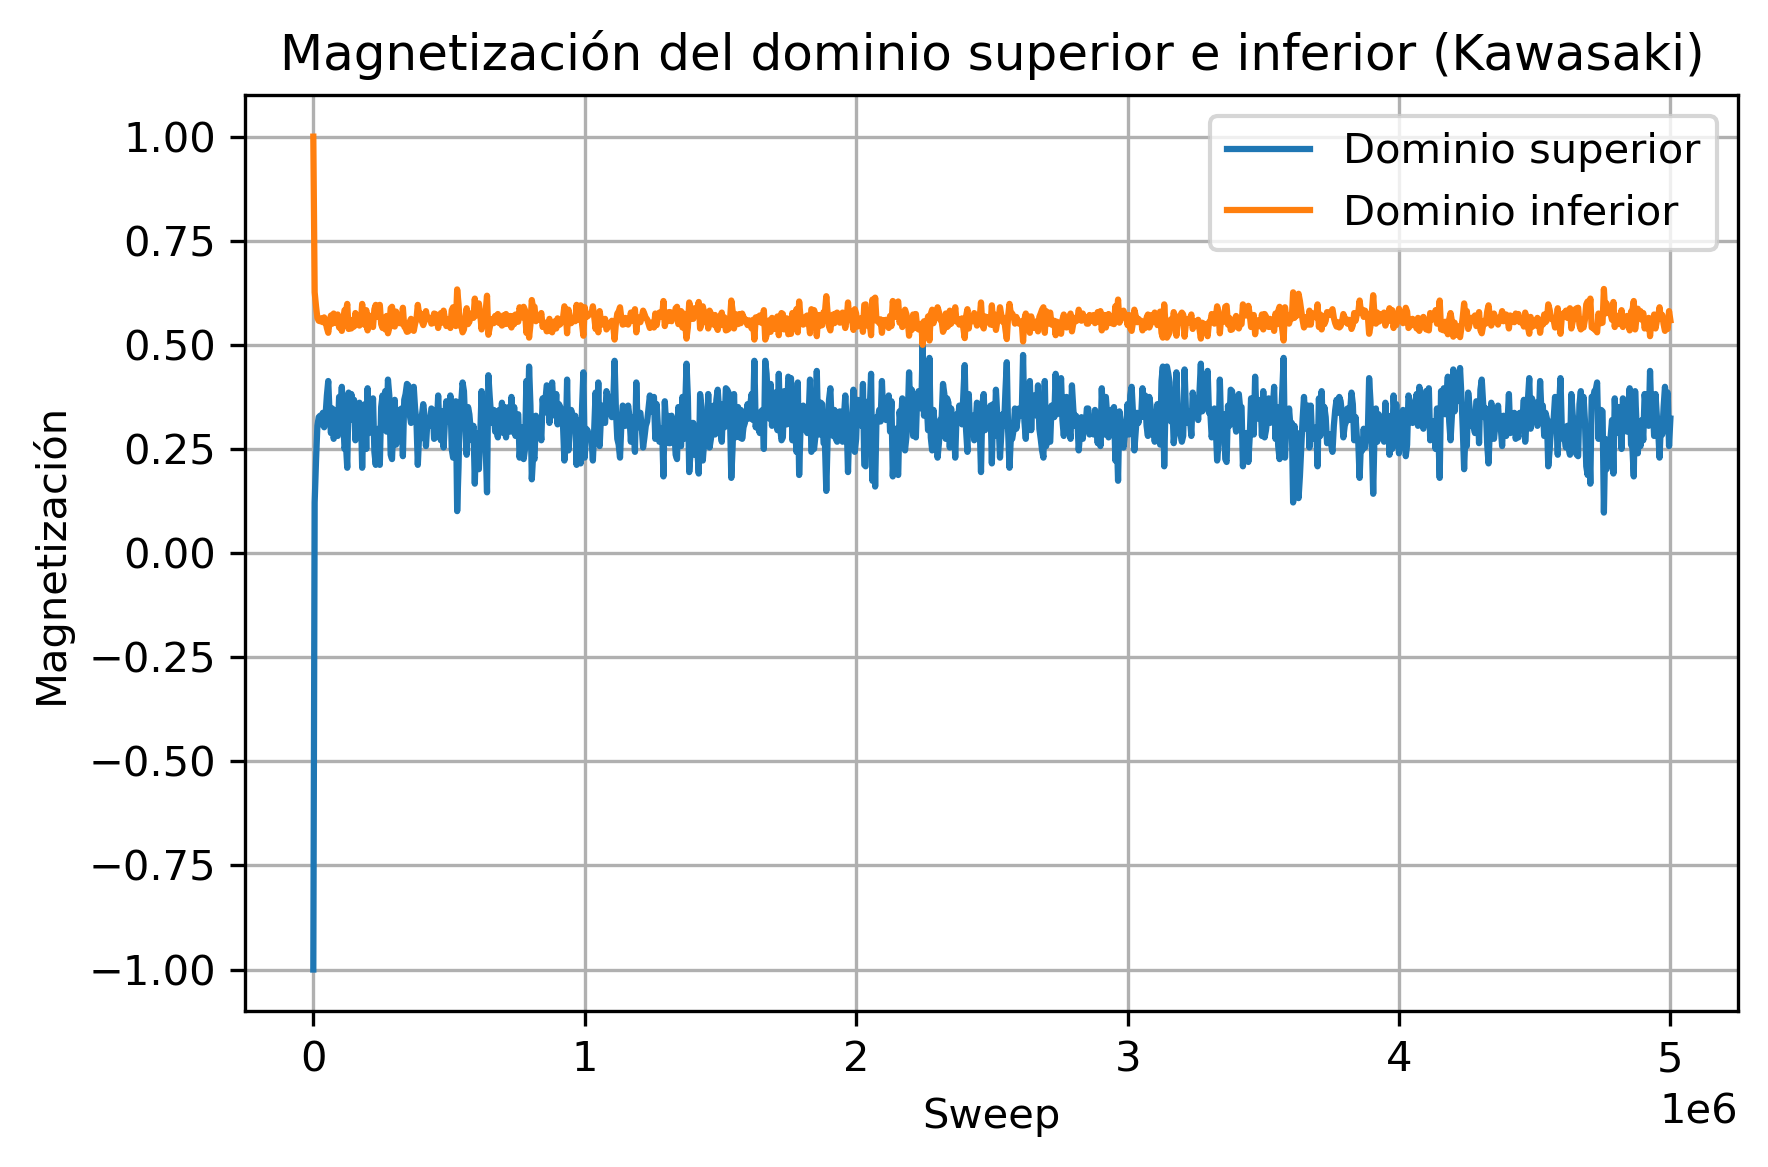 Magnetización del dominio superior e inferior (Kawasaki)
Dominio superior
Dominio inferior
Magnetización
1.00
0.75
0.50
0.25
0.00
−0.25
−0.50
−0.75
−1.00
0 1 2 3 4 5
1e6
Sweep